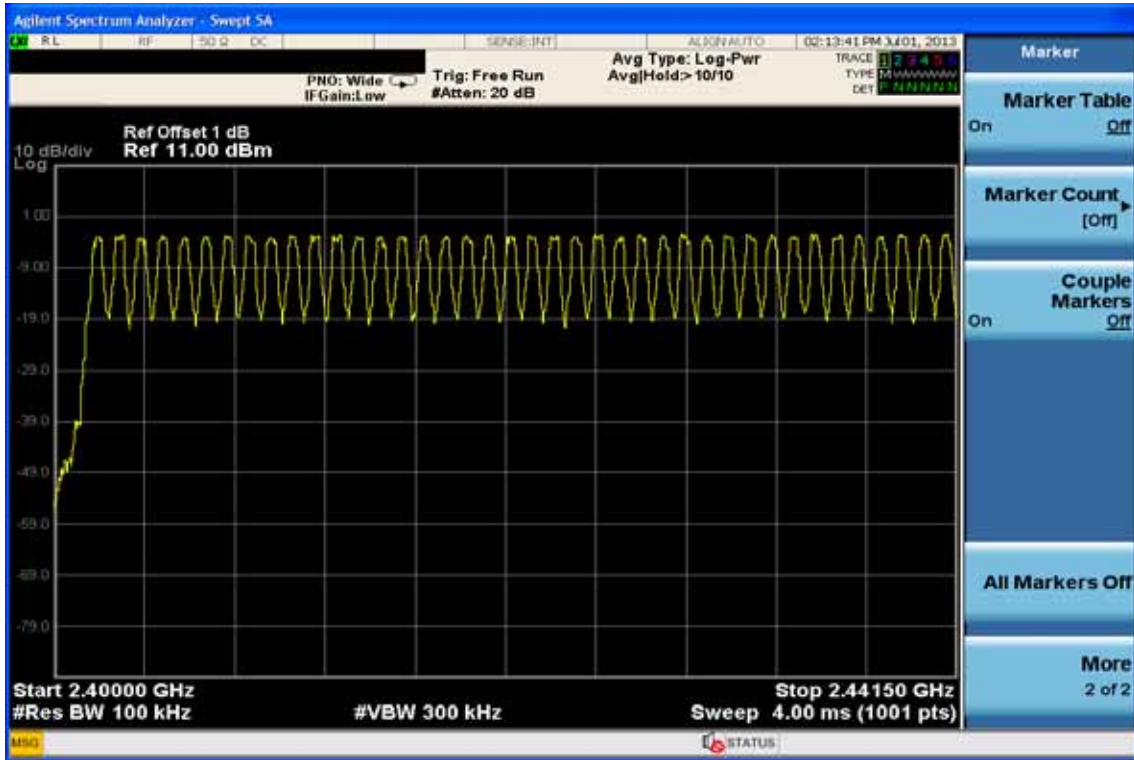 Agilent Spectrum Analyzer - Swept SA
RL RF 50 Ω DC SENSE:INT ALIGN AUTO 02:13:41 PM Jul 01, 2013
PNO: Wide Trig: Free Run Avg Type: Log-Pwr TRACE 1 2 3 4 5 6
IFGain:Low #Atten: 20 dB Avg|Hold:> 10/10 TYPE M WWWWW
DET P N N N N N
Ref Offset 1 dB
10 dB/div Ref 11.00 dBm
Log
1.00
-9.00
-19.0
-29.0
-39.0
-49.0
-59.0
-69.0
-79.0
Start 2.40000 GHz Stop 2.44150 GHz
#Res BW 100 kHz #VBW 300 kHz Sweep 4.00 ms (1001 pts)
MSG STATUS
Marker
Marker Table
On Off
Marker Count
[Off]
Couple
Markers
On Off
All Markers Off
More
2 of 2